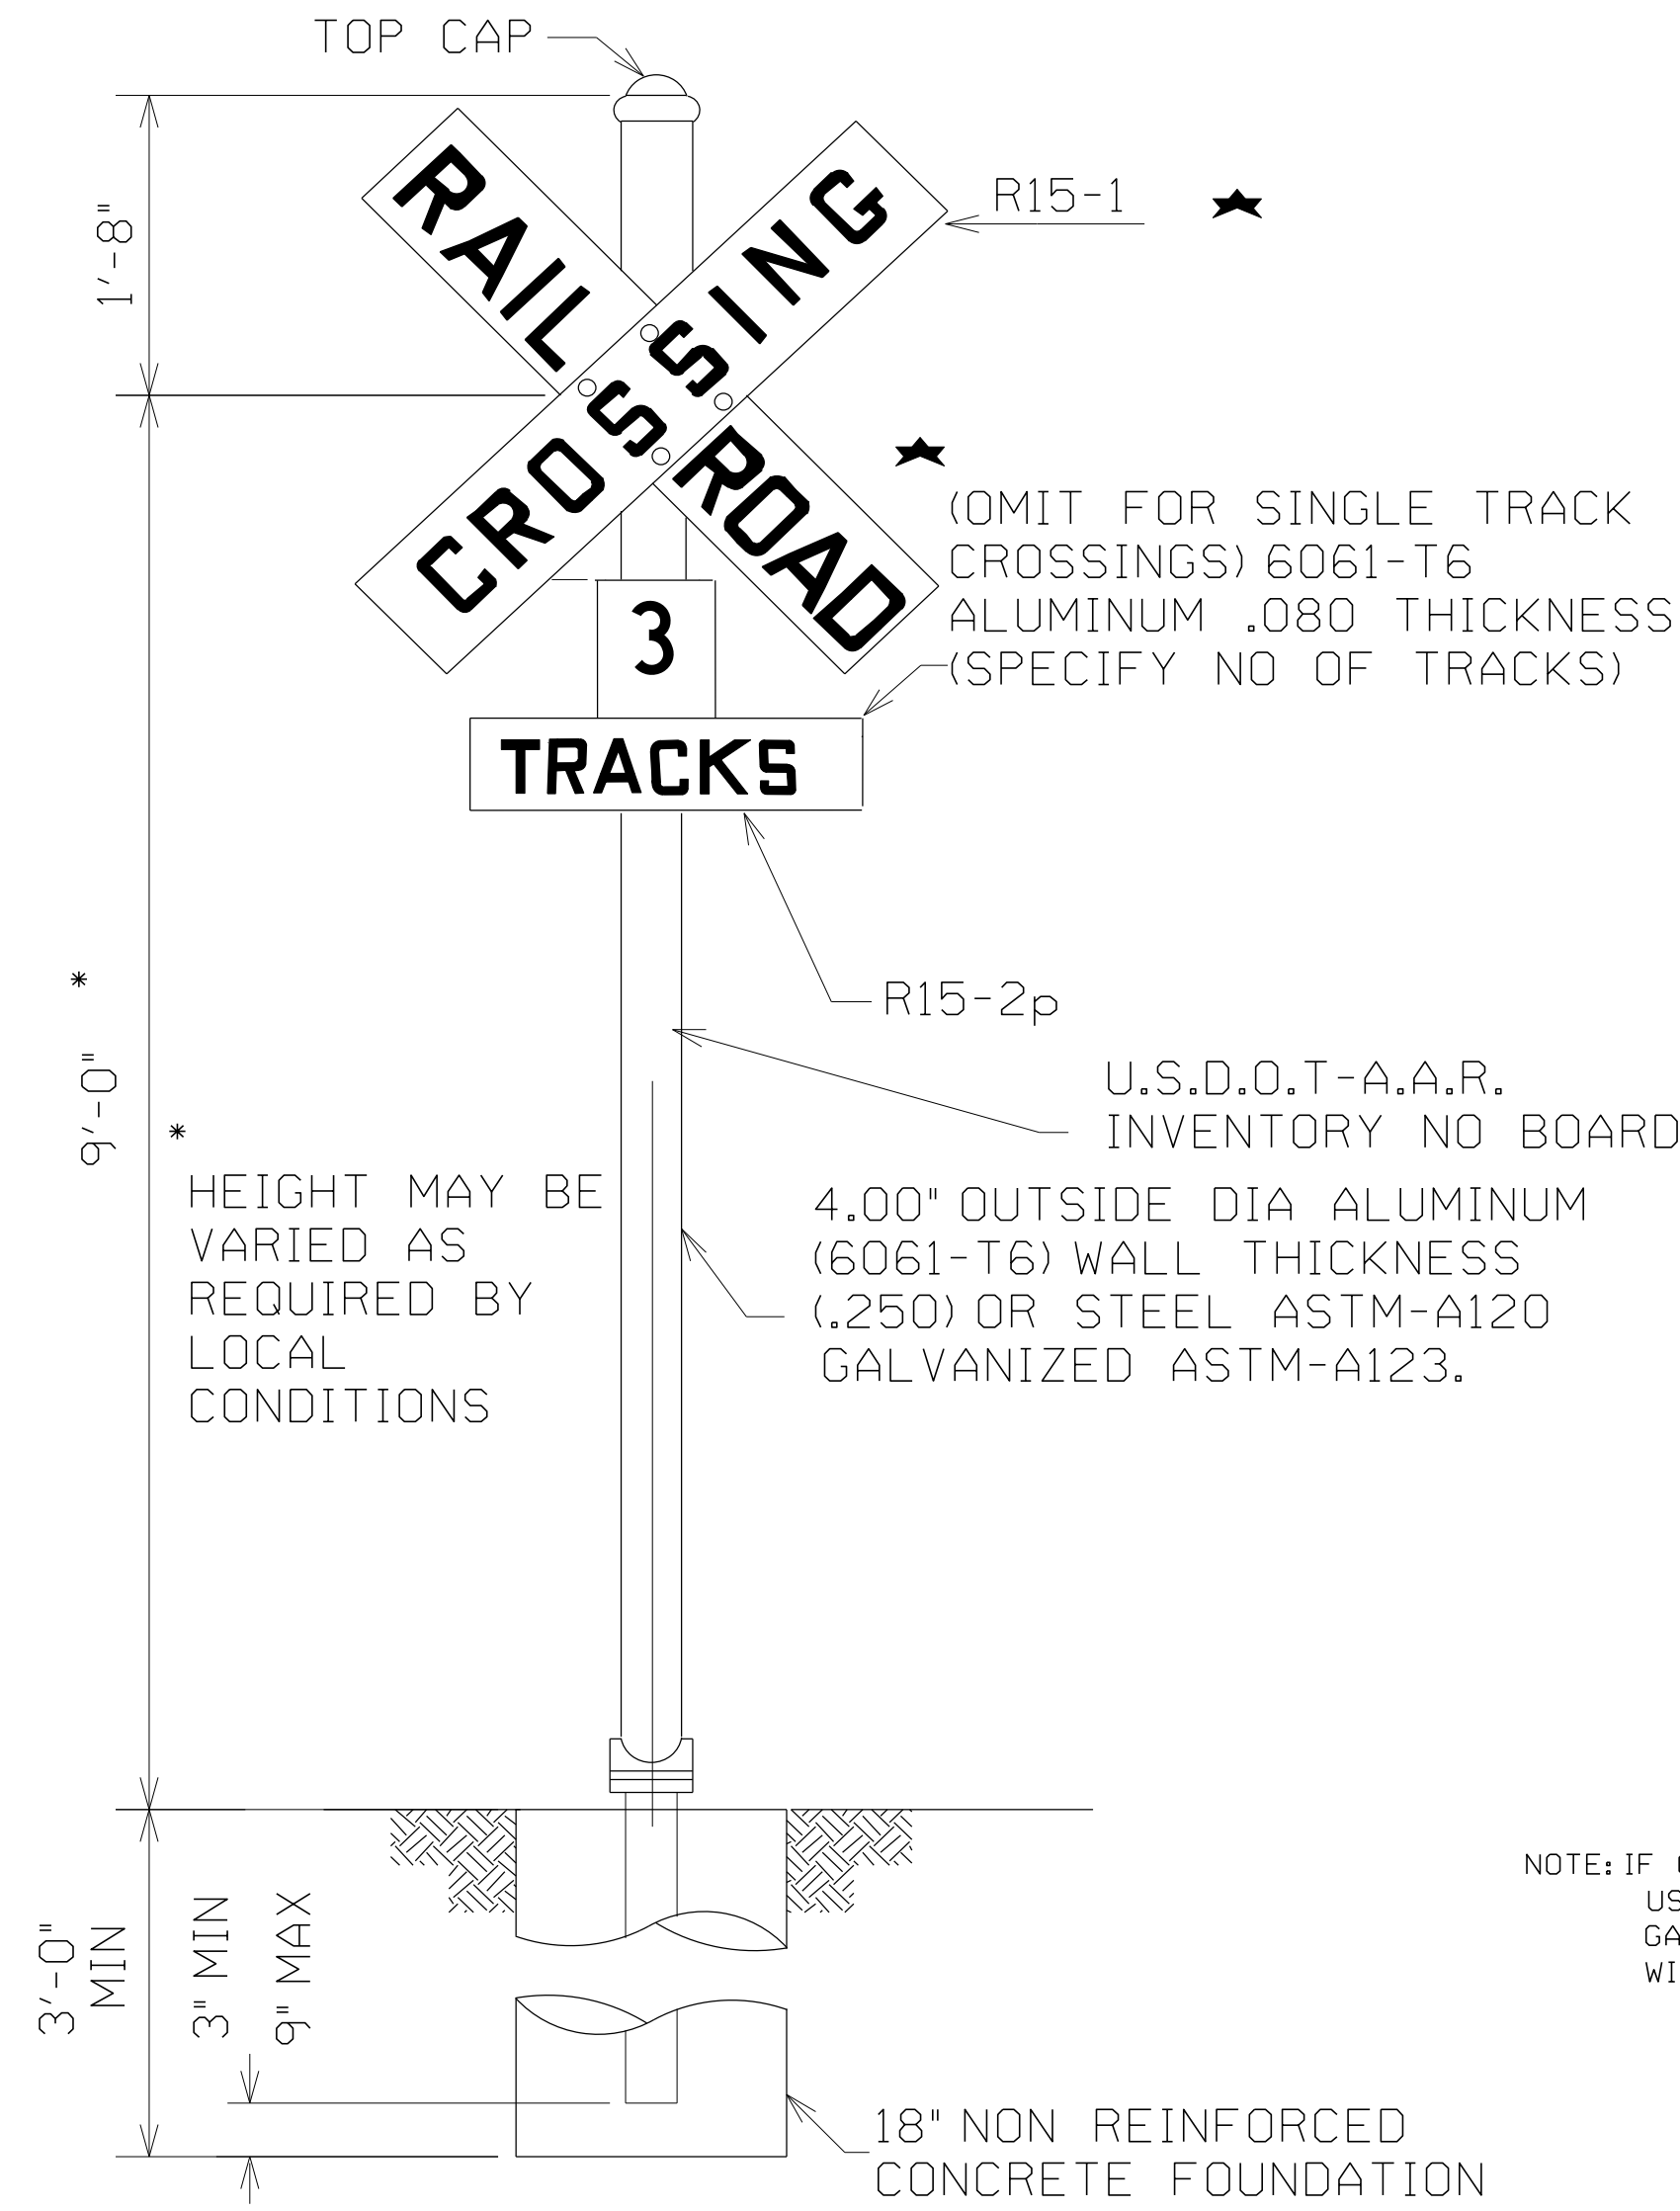 TOP CAP
1'-8"
RAIL ROAD
CROSSING
R15-1
(OMIT FOR SINGLE TRACK
CROSSINGS) 6061-T6
ALUMINUM .080 THICKNESS
(SPECIFY NO OF TRACKS)
3
TRACKS
R15-2p
*
9'-0"
U.S.D.O.T-A.A.R.
INVENTORY NO BOARD
*
HEIGHT MAY BE
VARIED AS
REQUIRED BY
LOCAL
CONDITIONS
4.00" OUTSIDE DIA ALUMINUM
(6061-T6) WALL THICKNESS
(.250) OR STEEL ASTM-A120
GALVANIZED ASTM-A123.
NOTE: IF
3'-0"
MIN
3" MIN
9" MAX
18" NON REINFORCED
CONCRETE FOUNDATION